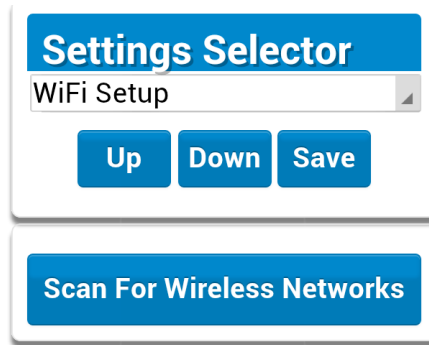 Settings Selector
WiFi Setup
Up Down Save
Scan For Wireless Networks